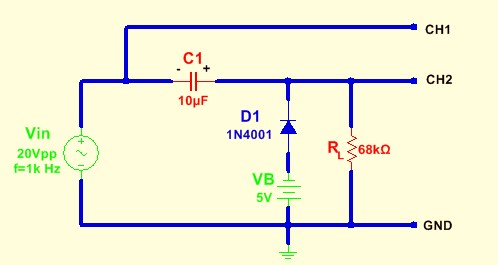 CH1
C1
- +
CH2
10µF
D1
1N4001
Vin
20Vpp
f=1k Hz
RL 68kΩ
VB
5V
GND